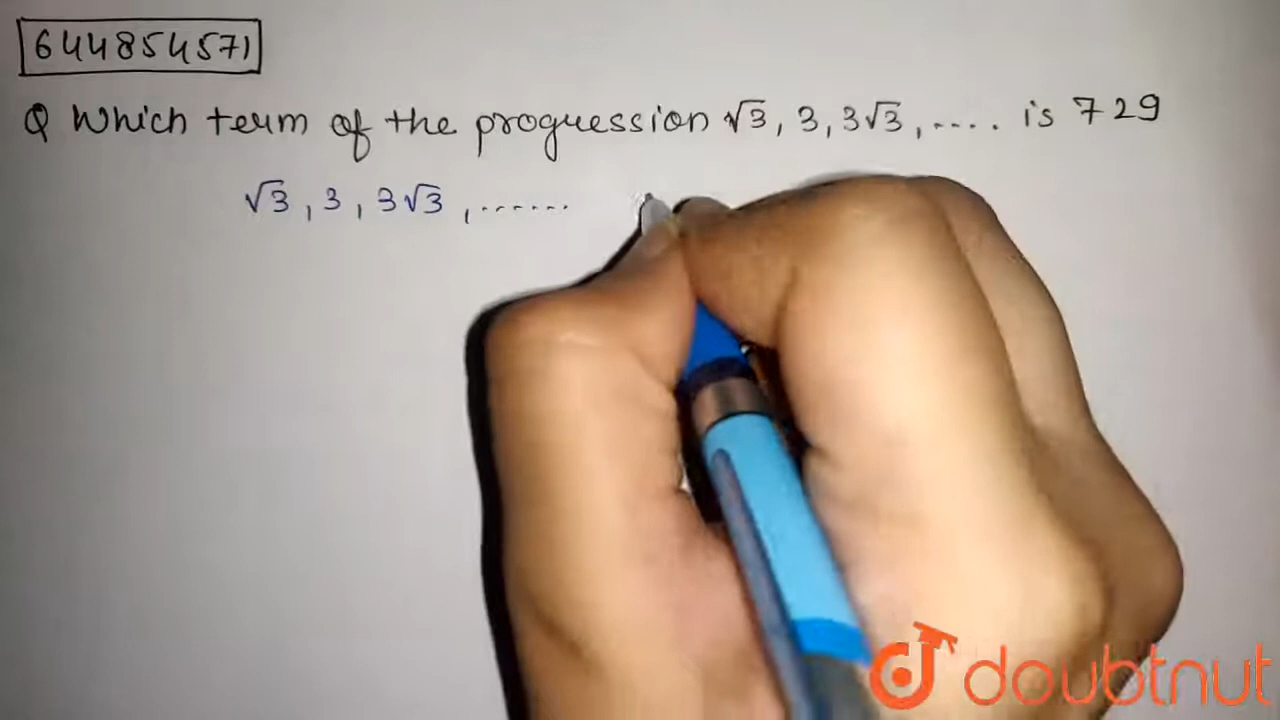 644854571
Q Which term of the progression √3, 3, 3√3, .... is 729
√3, 3, 3√3, ......
doubtnut